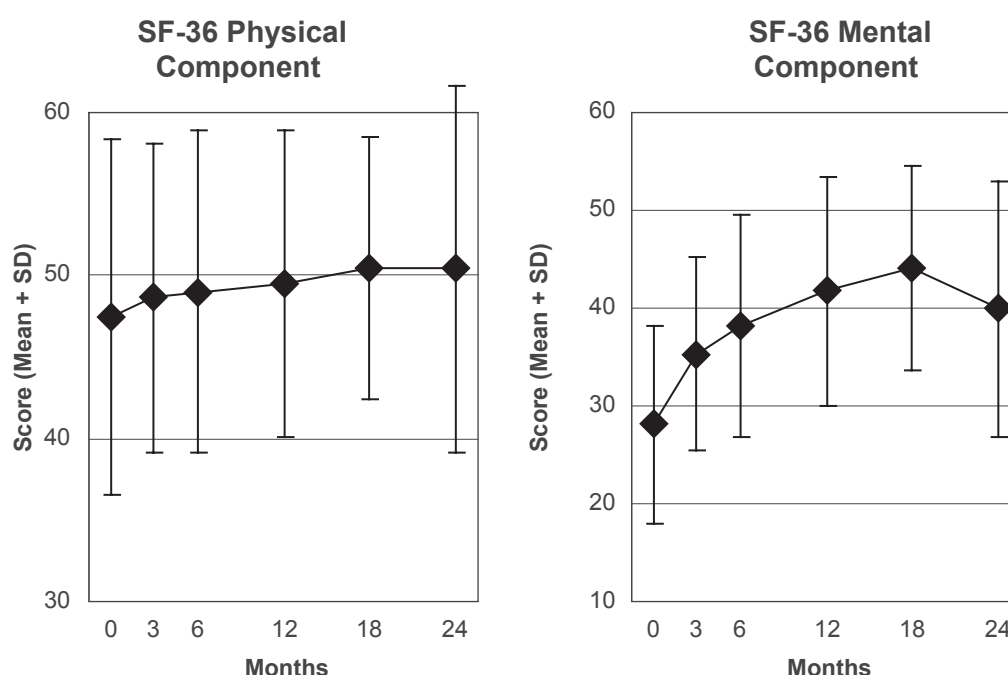 SF-36 Physical
Component
60
50
40
30
Score (Mean + SD)
0 3 6 12 18 24
Months
SF-36 Mental
Component
60
50
40
30
20
10
Score (Mean + SD)
0 3 6 12 18 24
Months